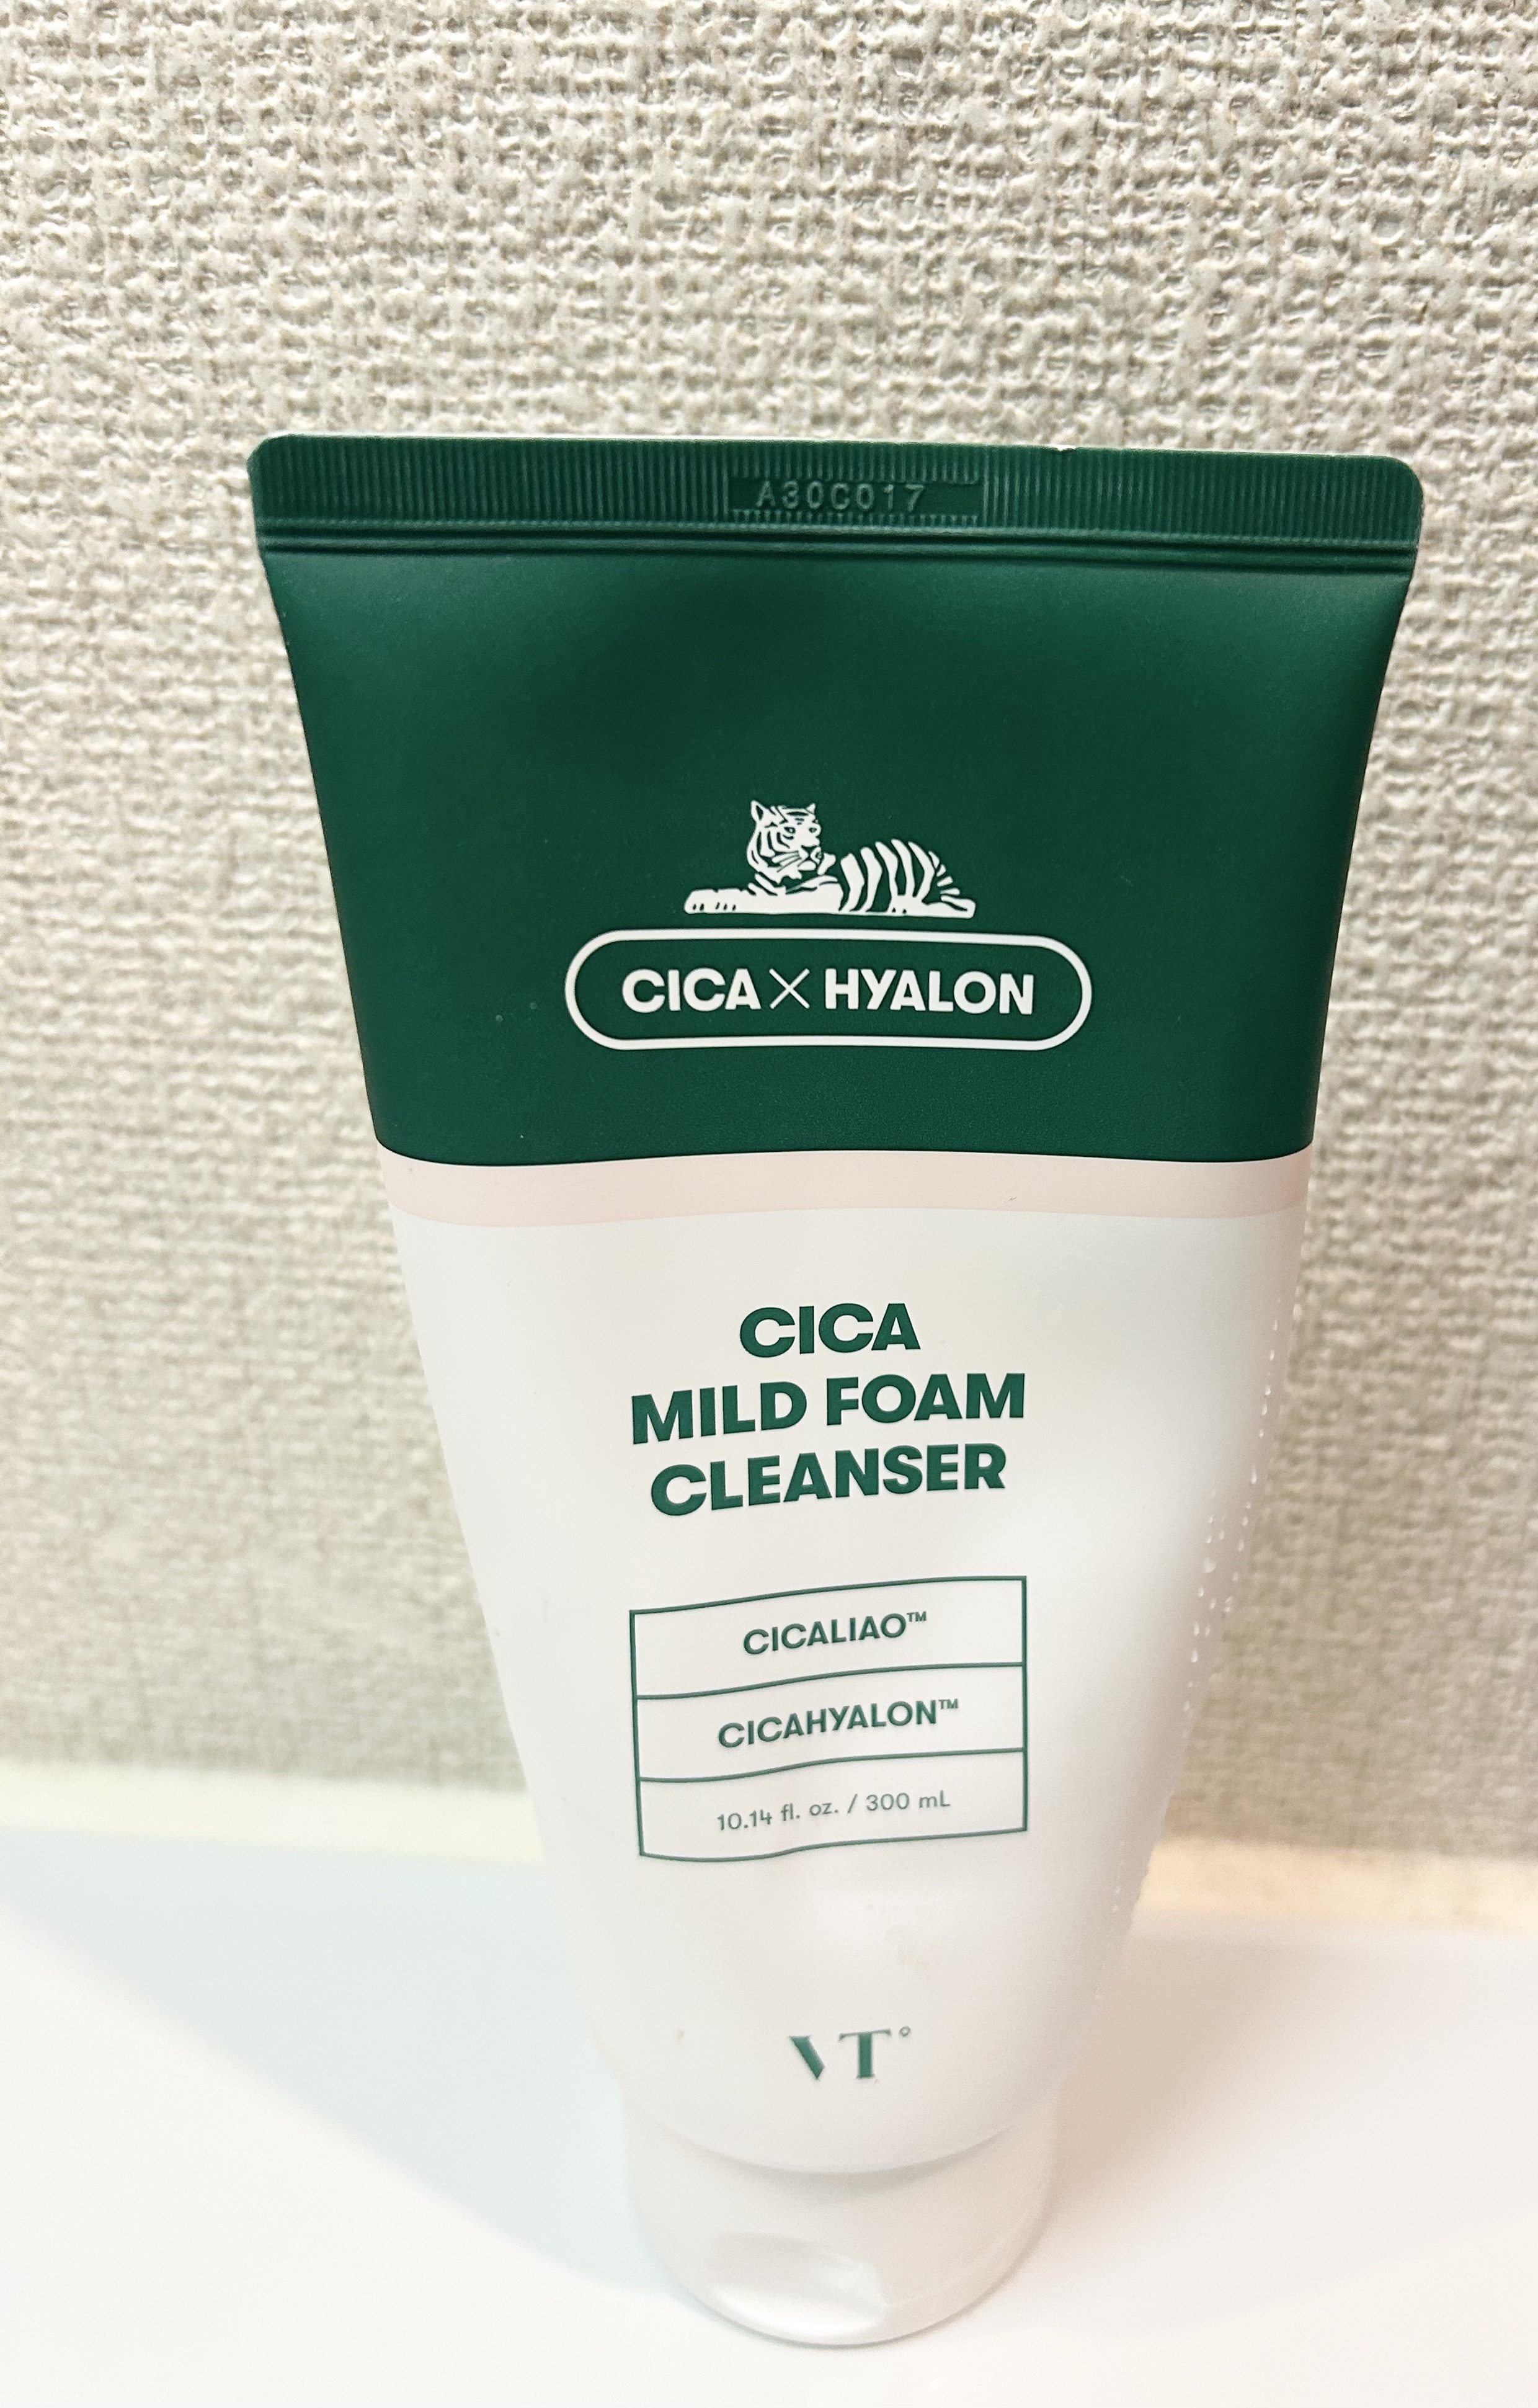 A30C017
CICA × HYALON
CICA
MILD FOAM
CLEANSER
CICALIAO™
CICAHYALON™
10.14 fl. oz. / 300 mL
VT°